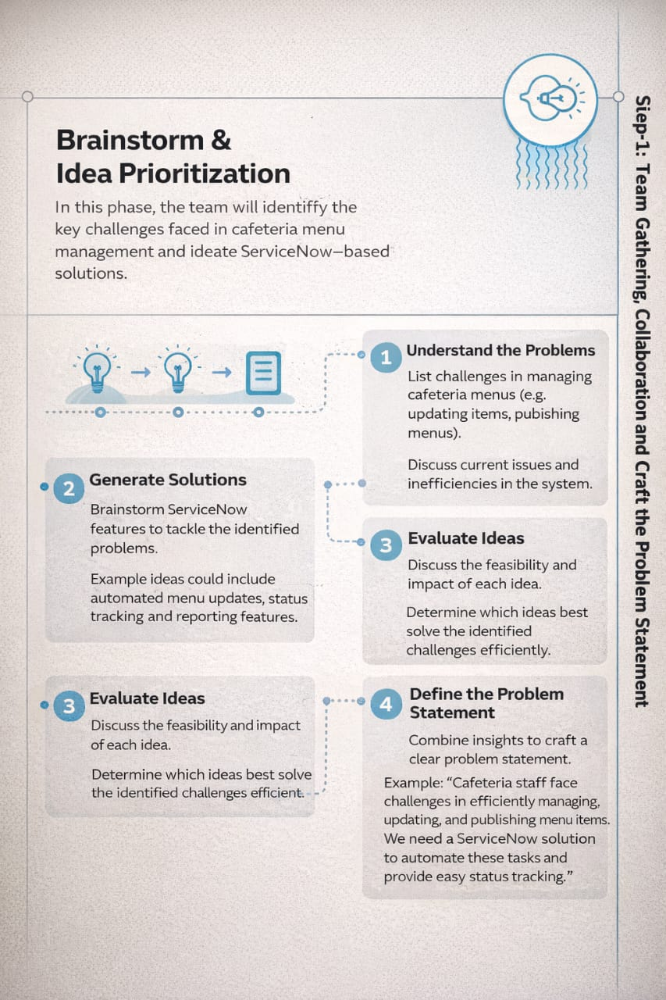 Brainstorm &
Idea Prioritization
In this phase, the team will identiffy the
key challenges faced in cafeteria menu
management and ideate ServiceNow—based
solutions.
1
Understand the Problems
List challenges in managing
cafeteria menus (e.g.
updating items, pubishing
menus).
Discuss current issues and
inefficiencies in the system.
2
Generate Solutions
Brainstorm ServiceNow
features to tackle the identified
problems.
Example ideas could include
automated menu updates, status
tracking and reporting features.
3
Evaluate Ideas
Discuss the feasibility and
impact of each idea.
Determine which ideas best
solve the identified
challenges efficiently.
3
Evaluate Ideas
Discuss the feasibility and impact
of each idea.
Determine which ideas best solve
the identified challenges efficient.
4
Define the Problem
Statement
Combine insights to craft a
clear problem statement.
Example: “Cafeteria staff face
challenges in efficiently managing,
updating, and publishing menu items.
We need a ServiceNow solution
to automate these tasks and
provide easy status tracking.”
Siep-1: Team Gathering, Collaboration and Craft the Problem Statement